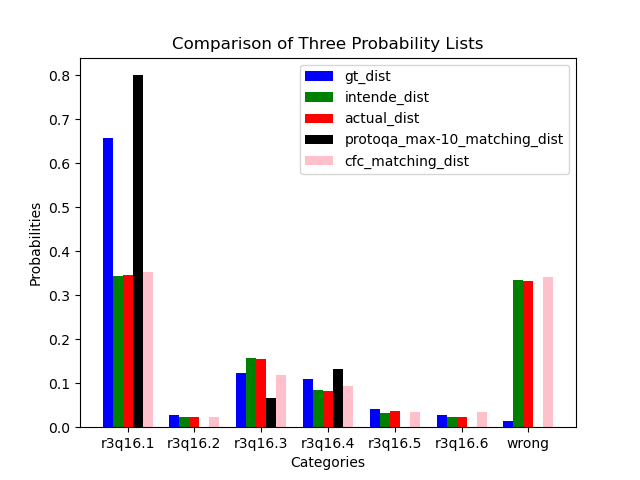 Comparison of Three Probability Lists
gt_dist
intende_dist
actual_dist
protoqa_max-10_matching_dist
cfc_matching_dist
Probabilities
0.8
0.7
0.6
0.5
0.4
0.3
0.2
0.1
0.0
r3q16.1 r3q16.2 r3q16.3 r3q16.4 r3q16.5 r3q16.6 wrong
Categories